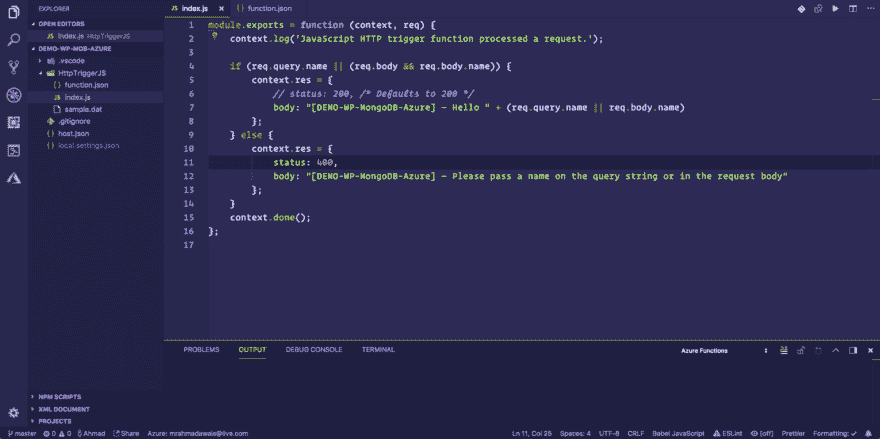 EXPLORER
OPEN EDITORS
JS index.js HttpTriggerJS
DEMO-WP-MDB-AZURE
.vscode
HttpTriggerJS
{} function.json
JS index.js
sample.dat
.gitignore
{} host.json
{} local.settings.json
NPM SCRIPTS
XML DOCUMENT
PROJECTS
JS index.js ×
{} function.json
1 module.exports = function (context, req) {
2 context.log('JavaScript HTTP trigger function processed a request.');
3
4 if (req.query.name || (req.body && req.body.name)) {
5 context.res = {
6 // status: 200, /* Defaults to 200 */
7 body: "[DEMO-WP-MongoDB-Azure] - Hello " + (req.query.name || req.body.name)
8 };
9 } else {
10 context.res = {
11 status: 400,
12 body: "[DEMO-WP-MongoDB-Azure] - Please pass a name on the query string or in the request body"
13 };
14 }
15 context.done();
16 };
17
PROBLEMS OUTPUT DEBUG CONSOLE TERMINAL Azure Functions
master 0 0 Ahmad Share Azure: mrahmadawais@live.com Ln 11, Col 25 Spaces: 4 UTF-8 CRLF Babel JavaScript ESLint [off] Prettier Formatting: ✓